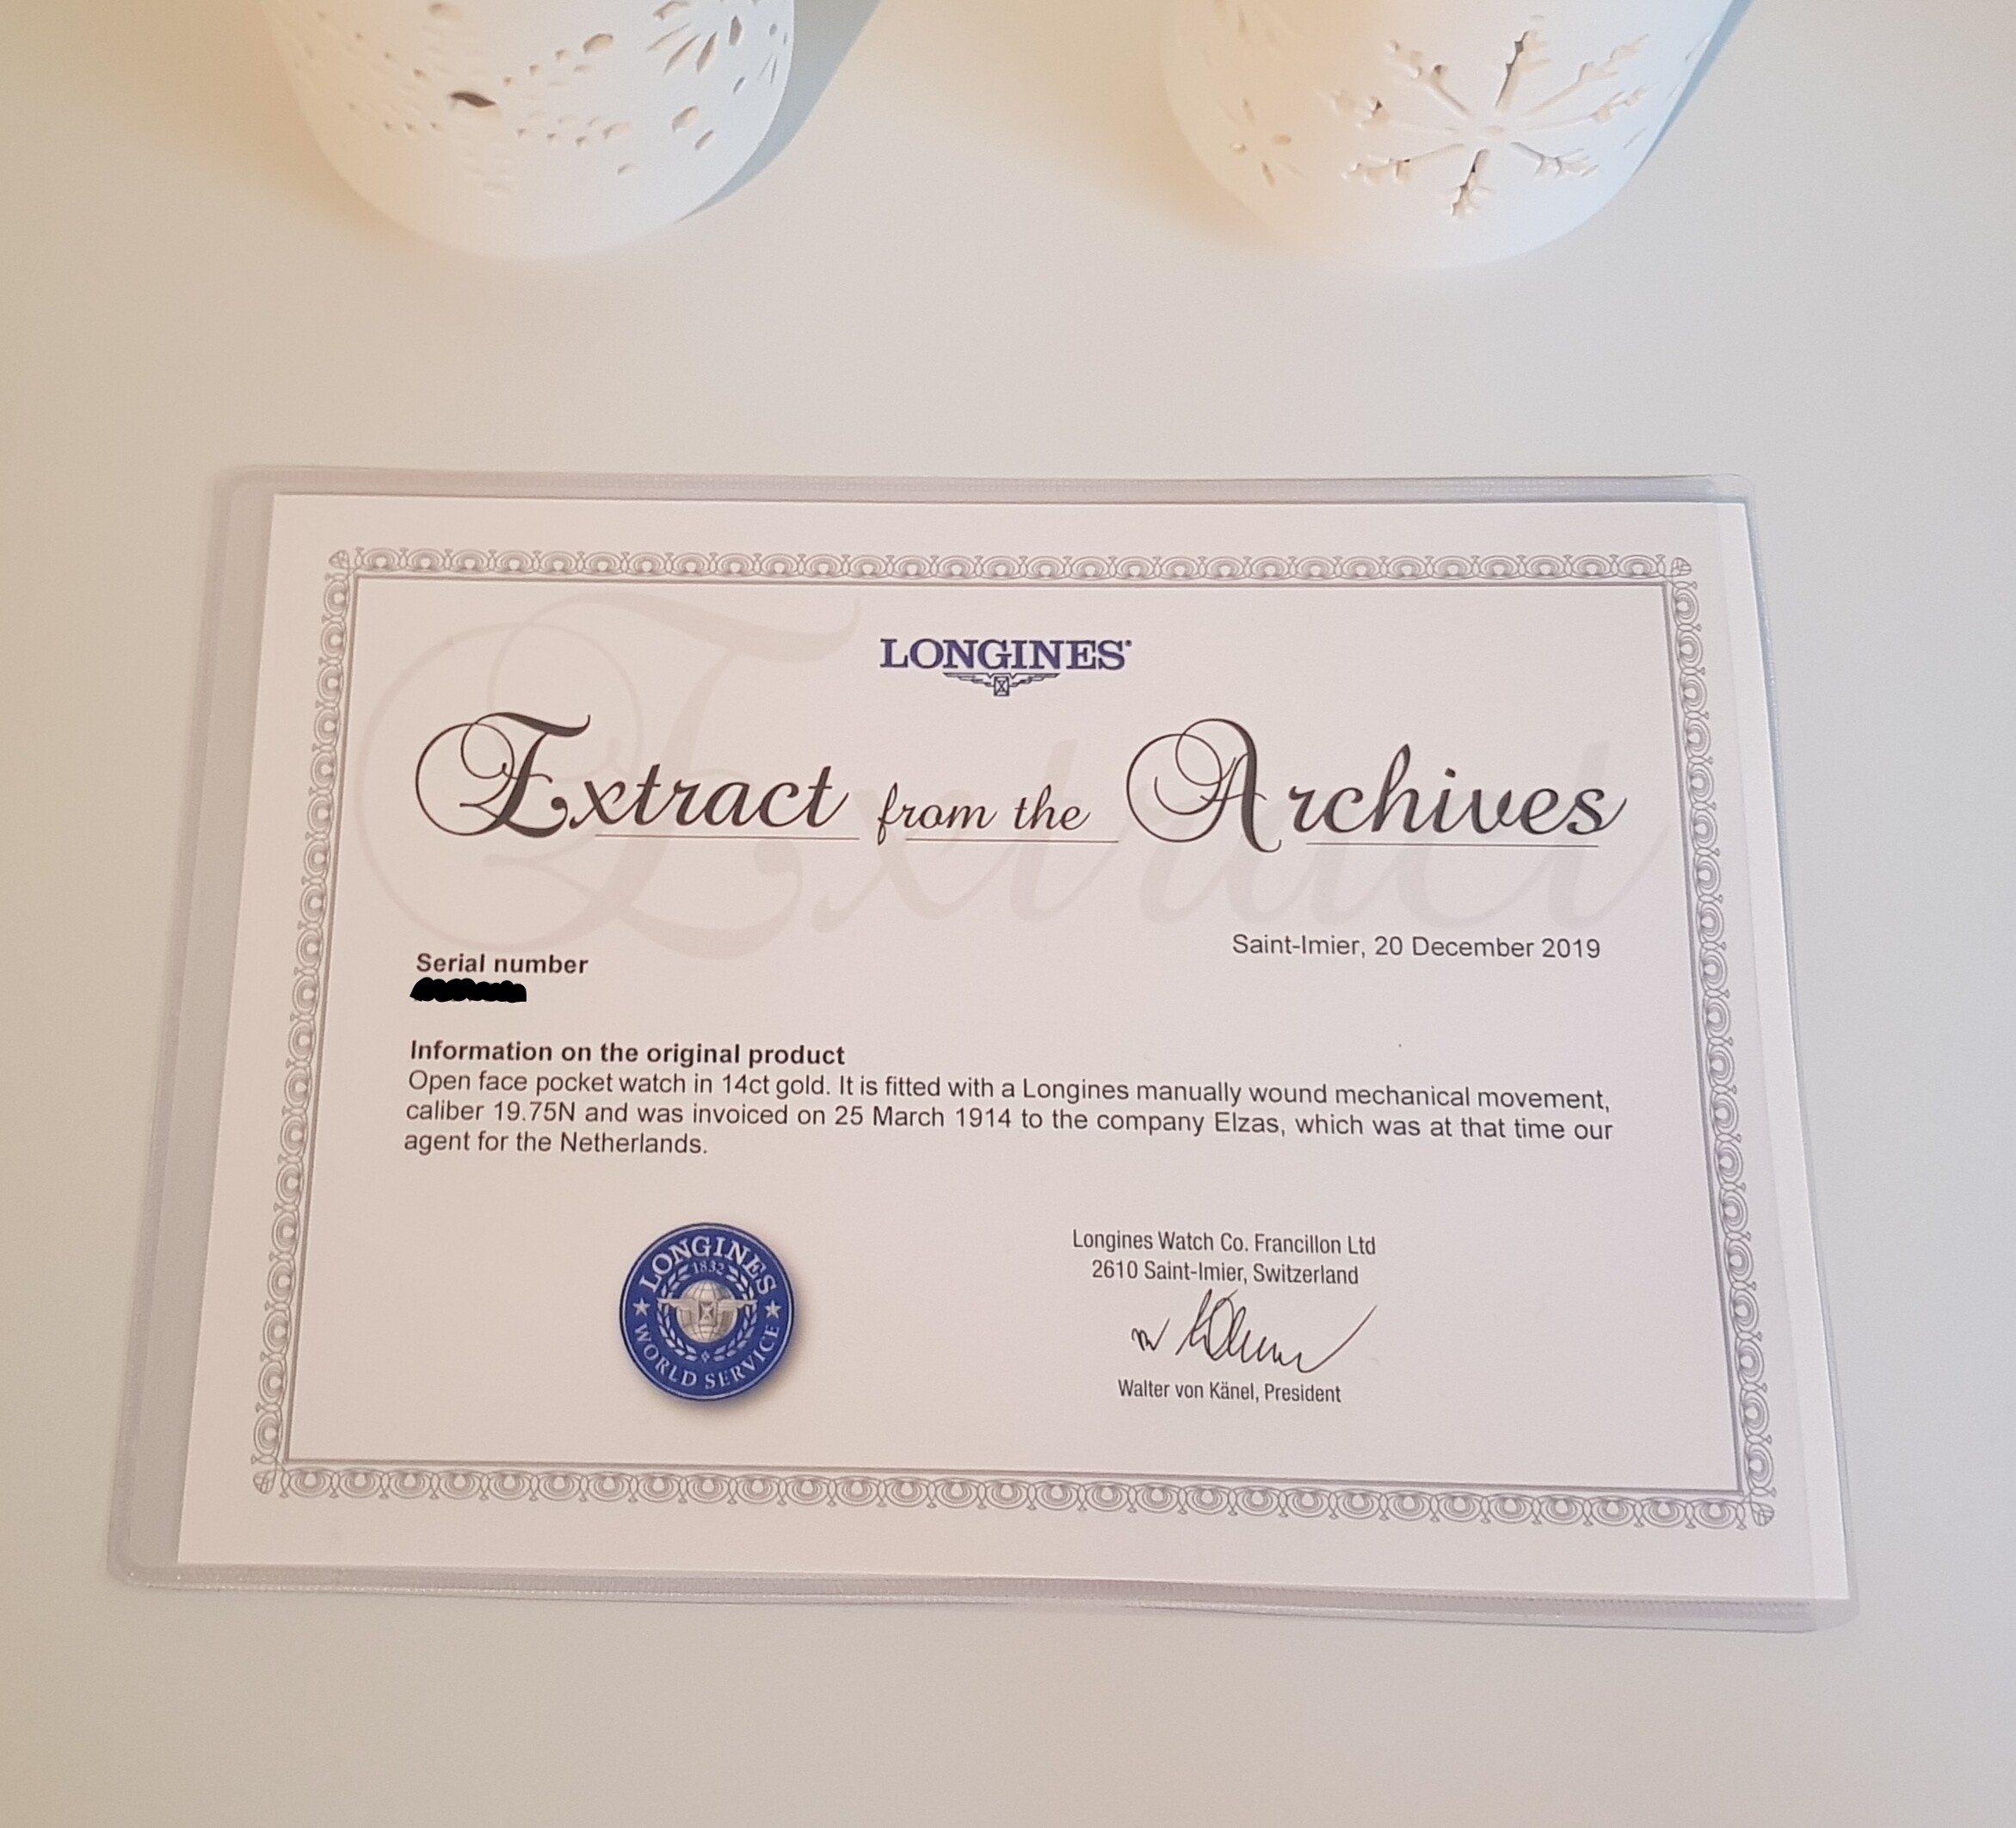 LONGINES
Extract from the Archives
Saint-Imier, 20 December 2019
Serial number
Information on the original product
Open face pocket watch in 14ct gold. It is fitted with a Longines manually wound mechanical movement,
caliber 19.75N and was invoiced on 25 March 1914 to the company Elzas, which was at that time our
agent for the Netherlands.
LONGINES
1832
WORLD SERVICE
Longines Watch Co. Francillon Ltd
2610 Saint-Imier, Switzerland
Walter von Känel, President
Extract